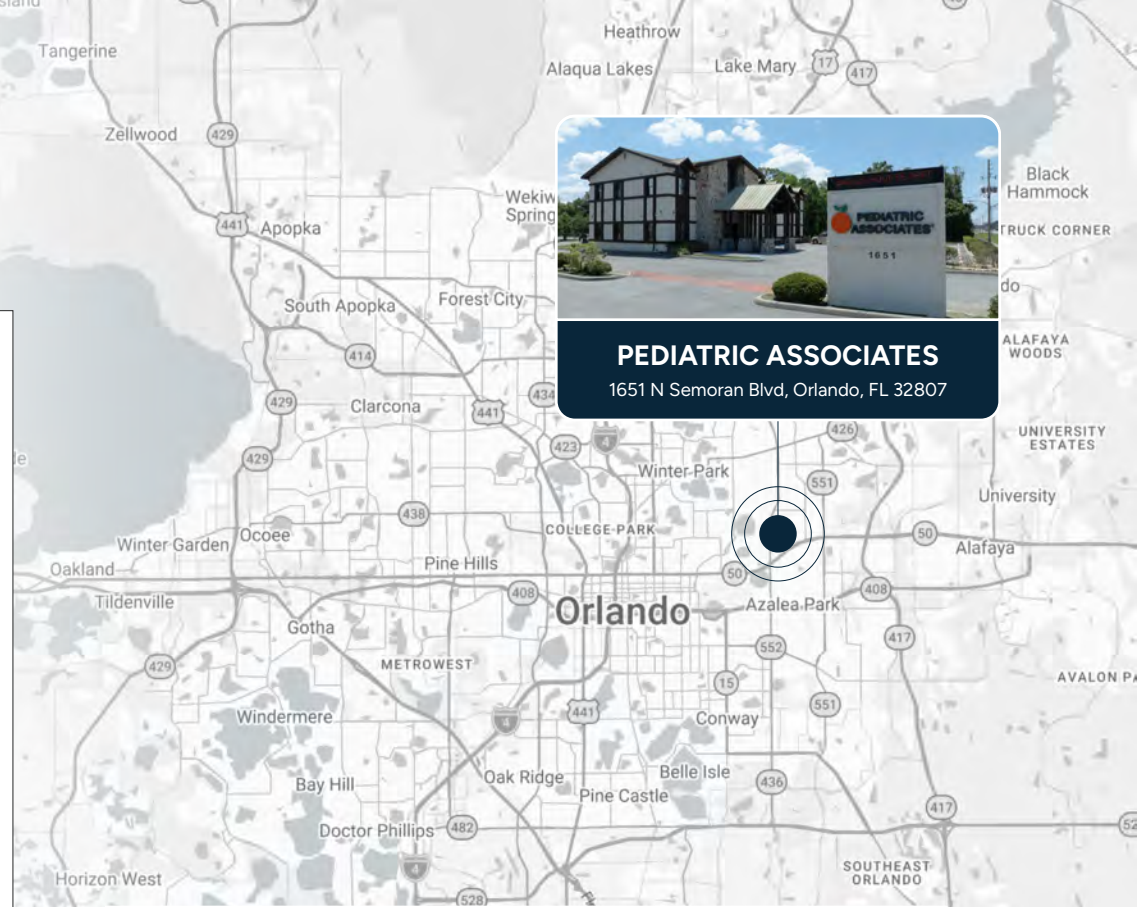 Tangerine
Heathrow
Alaqua Lakes
Lake Mary
17
417
Zellwood
429
Black
Hammock
441
Apopka
Wekiw
Spring
TRUCK CORNER
PEDIATRIC
ASSOCIATES
1651
do
South Apopka
Forest City
414
ALAFAYA
WOODS
PEDIATRIC ASSOCIATES
1651 N Semoran Blvd, Orlando, FL 32807
429
Clarcona
441
434
423
4
426
UNIVERSITY
ESTATES
429
Winter Park
551
University
438
COLLEGE PARK
Winter Garden
Ocoee
50
Alafaya
Oakland
Pine Hills
50
408
408
Tildenville
Orlando
Azalea Park
Gotha
417
552
429
METROWEST
15
AVALON PA
551
Windermere
4
441
Conway
Bay Hill
Oak Ridge
Belle Isle
436
Pine Castle
417
Doctor Phillips
482
52
4
SOUTHEAST
ORLANDO
Horizon West
528